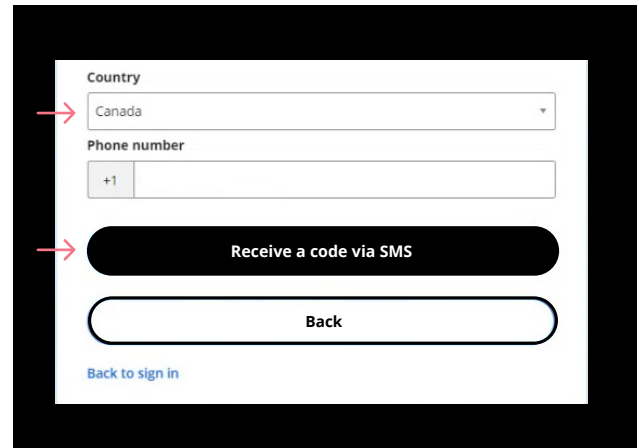 Country
Canada
Phone number
+1
Receive a code via SMS
Back
Back to sign in